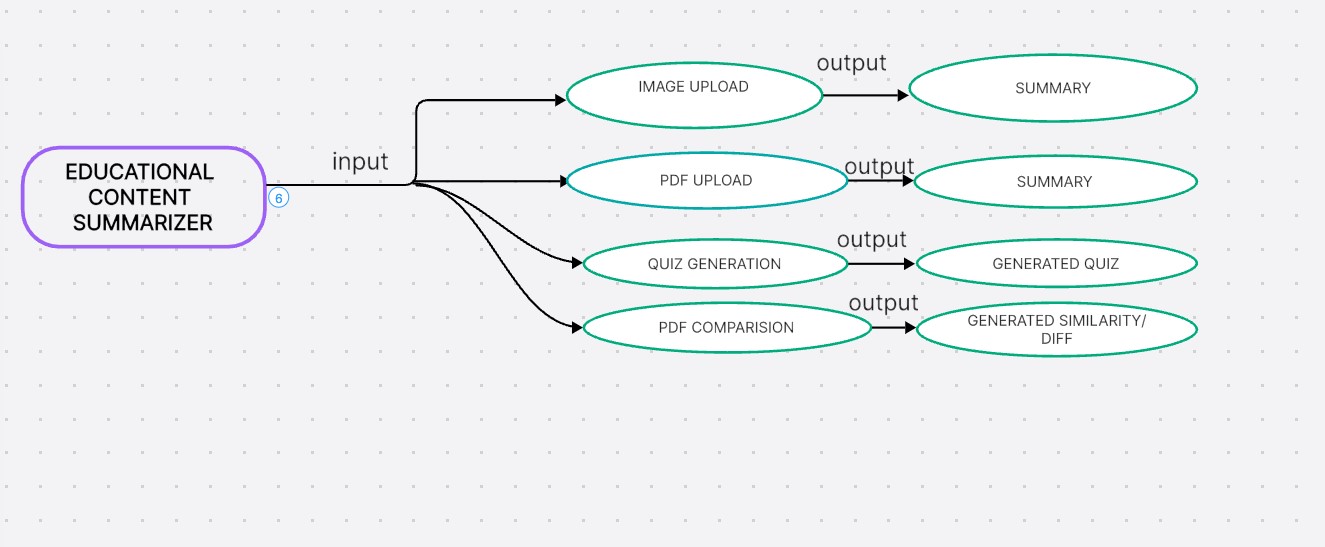 EDUCATIONAL
CONTENT
SUMMARIZER
6
input
IMAGE UPLOAD
output
SUMMARY
PDF UPLOAD
output
SUMMARY
QUIZ GENERATION
output
GENERATED QUIZ
PDF COMPARISION
output
GENERATED SIMILARITY/
DIFF